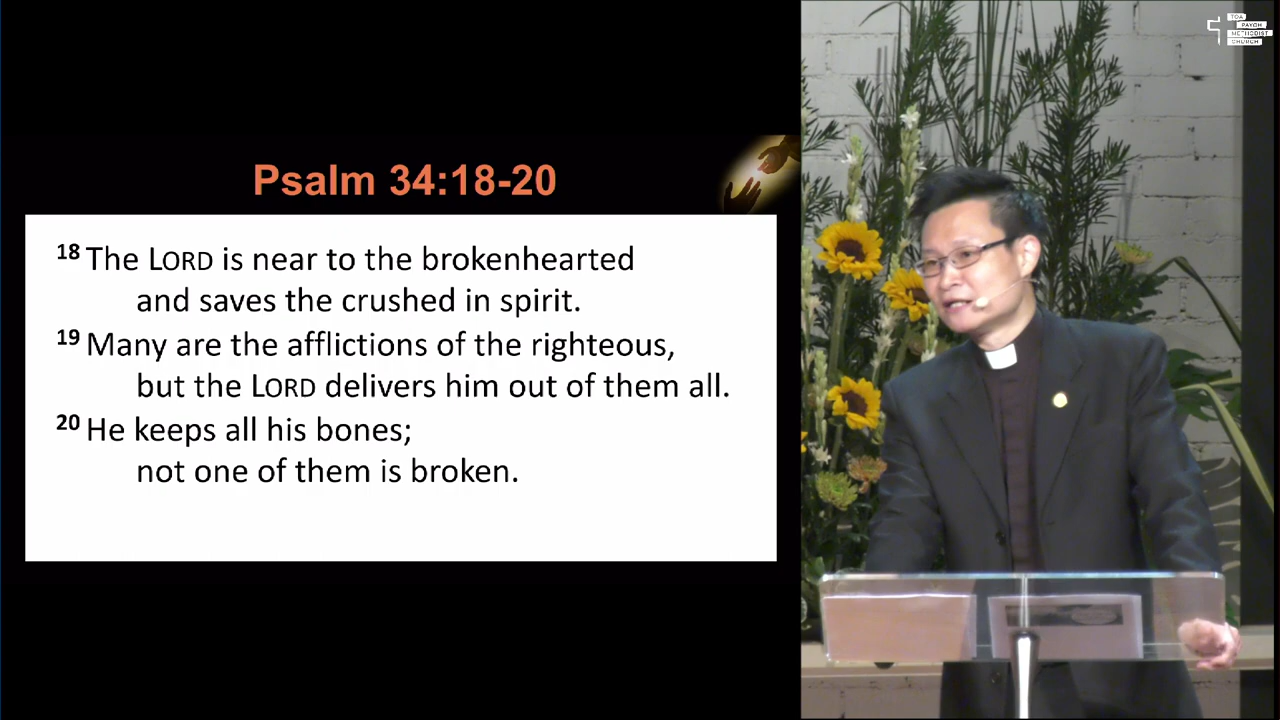 Psalm 34:18-20
18 The LORD is near to the brokenhearted
and saves the crushed in spirit.
19 Many are the afflictions of the righteous,
but the LORD delivers him out of them all.
20 He keeps all his bones;
not one of them is broken.
TOA
PAYOH
METHODIST
CHURCH